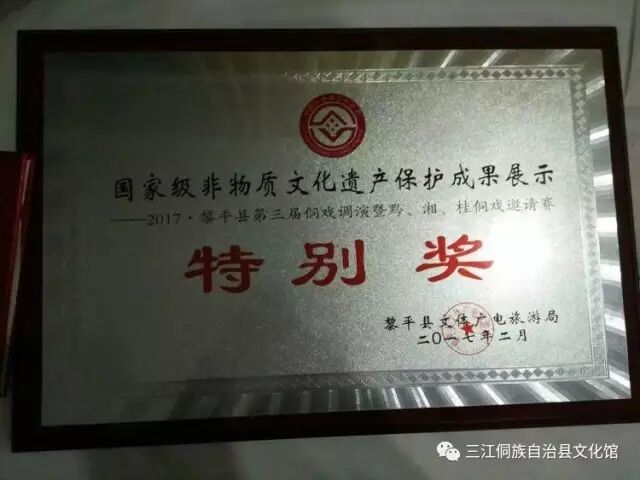 国家级非物质文化遗产保护成果展示
——2017·黎平县第三届侗戏调演暨黔、湘、桂侗戏邀请赛
特别奖
黎平县文体广电旅游局
二〇一七年二月
三江侗族自治县文化馆